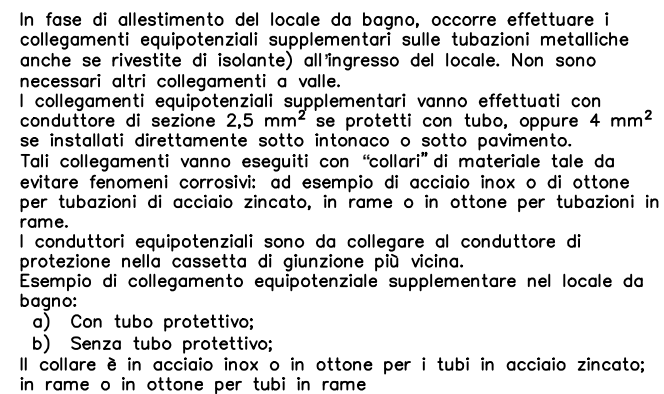 In fase di allestimento del locale da bagno, occorre effettuare i
collegamenti equipotenziali supplementari sulle tubazioni metalliche
anche se rivestite di isolante) all'ingresso del locale. Non sono
necessari altri collegamenti a valle.
I collegamenti equipotenziali supplementari vanno effettuati con
conduttore di sezione 2,5 mm² se protetti con tubo, oppure 4 mm²
se installati direttamente sotto intonaco o sotto pavimento.
Tali collegamenti vanno eseguiti con “collari” di materiale tale da
evitare fenomeni corrosivi: ad esempio di acciaio inox o di ottone
per tubazioni di acciaio zincato, in rame o in ottone per tubazioni in
rame.
I conduttori equipotenziali sono da collegare al conduttore di
protezione nella cassetta di giunzione più vicina.
Esempio di collegamento equipotenziale supplementare nel locale da
bagno:
a) Con tubo protettivo;
b) Senza tubo protettivo;
Il collare è in acciaio inox o in ottone per i tubi in acciaio zincato;
in rame o in ottone per tubi in rame